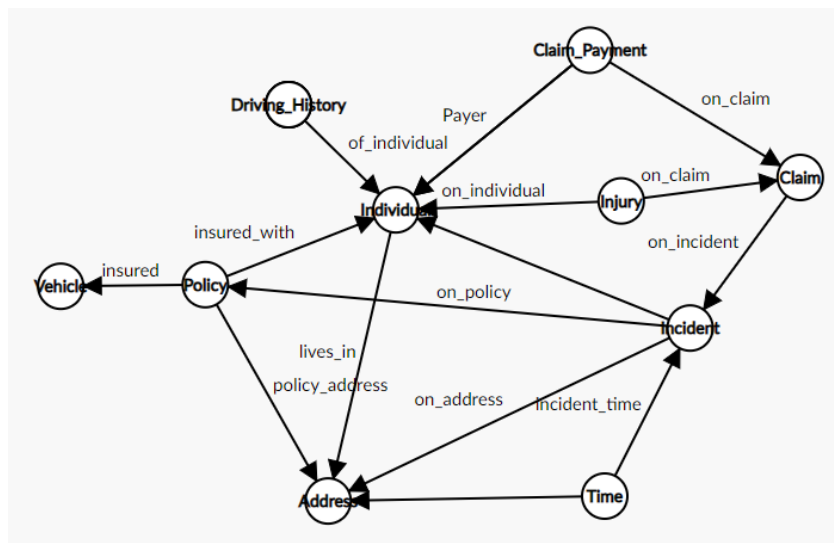 Claim_Payment
Driving_History
on_claim
Payer
of_individual
on_claim
Claim
on_individual
Injury
Individual
insured_with
on_incident
insured
Vehicle
Policy
on_policy
Incident
lives_in
policy_address
on_address
incident_time
Address
Time